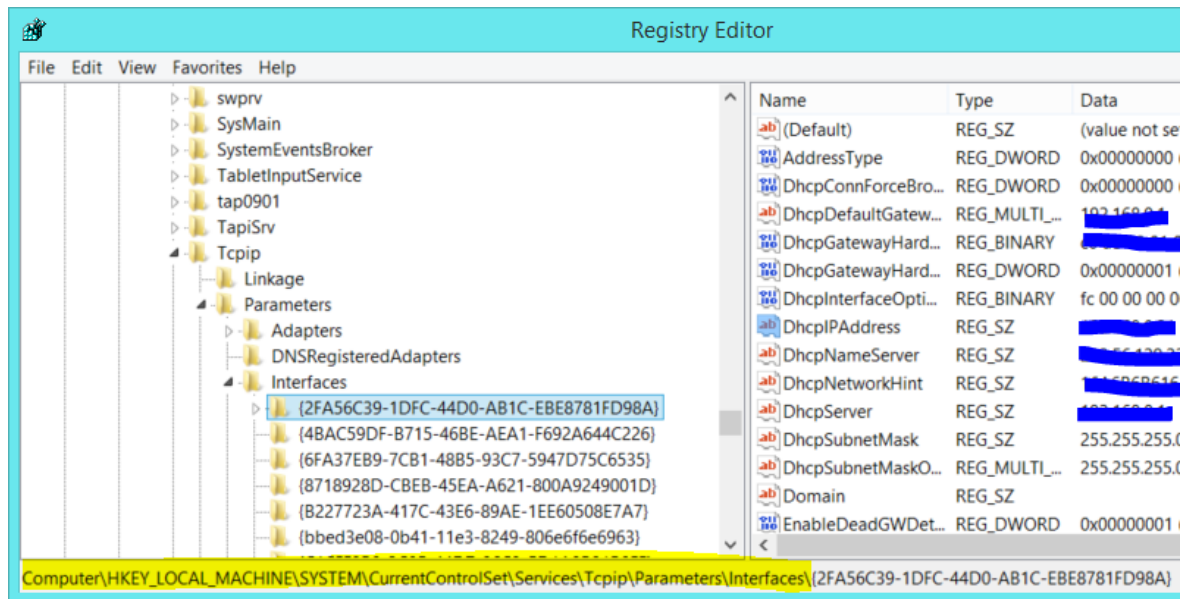 Registry Editor
File Edit View Favorites Help
swprv
SysMain
SystemEventsBroker
TabletInputService
tap0901
TapiSrv
Tcpip
Linkage
Parameters
Adapters
DNSRegisteredAdapters
Interfaces
{2FA56C39-1DFC-44D0-AB1C-EBE8781FD98A}
{4BAC59DF-B715-46BE-AEA1-F692A644C226}
{6FA37EB9-7CB1-48B5-93C7-5947D75C6535}
{8718928D-CBEB-45EA-A621-800A9249001D}
{B227723A-417C-43E6-89AE-1EE60508E7A7}
{bbed3e08-0b41-11e3-8249-806e6f6e6963}
Name Type Data
(Default) REG_SZ (value not se
AddressType REG_DWORD 0x00000000 (
DhcpConnForceBro... REG_DWORD 0x00000000 (
DhcpDefaultGatew... REG_MULTI_...
DhcpGatewayHard... REG_BINARY
DhcpGatewayHard... REG_DWORD 0x00000001 (
DhcpInterfaceOpti... REG_BINARY fc 00 00 00 0
DhcpIPAddress REG_SZ
DhcpNameServer REG_SZ
DhcpNetworkHint REG_SZ
DhcpServer REG_SZ
DhcpSubnetMask REG_SZ 255.255.255.0
DhcpSubnetMaskO... REG_MULTI_... 255.255.255.0
Domain REG_SZ
EnableDeadGWDet... REG_DWORD 0x00000001 (
Computer\HKEY_LOCAL_MACHINE\SYSTEM\CurrentControlSet\Services\Tcpip\Parameters\Interfaces\{2FA56C39-1DFC-44D0-AB1C-EBE8781FD98A}